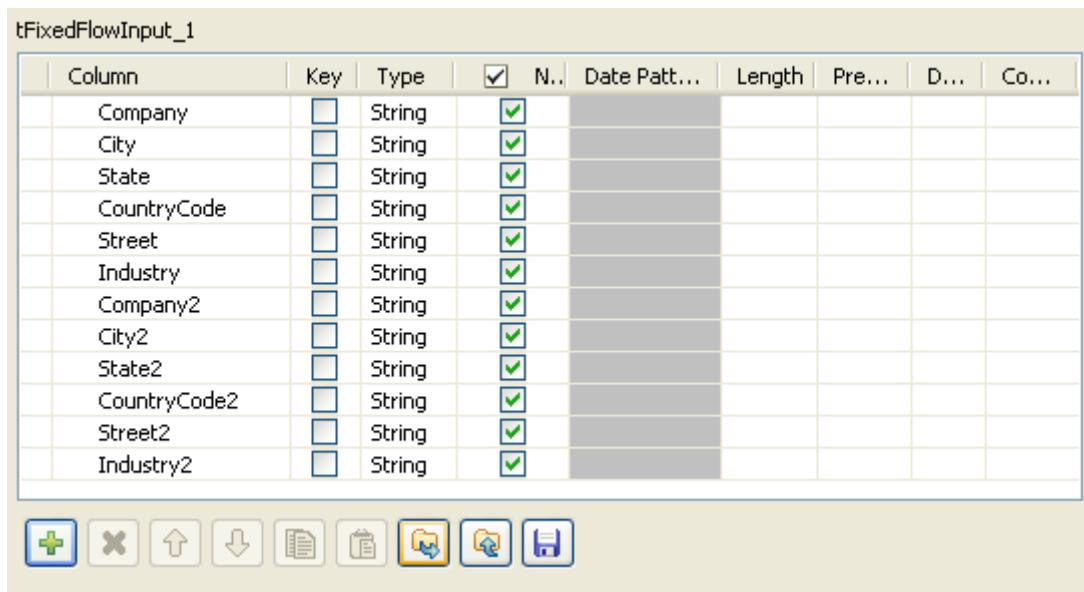 tFixedFlowInput_1
Column Key Type N.. Date Patt... Length Pre... D... Co...
Company String
City String
State String
CountryCode String
Street String
Industry String
Company2 String
City2 String
State2 String
CountryCode2 String
Street2 String
Industry2 String